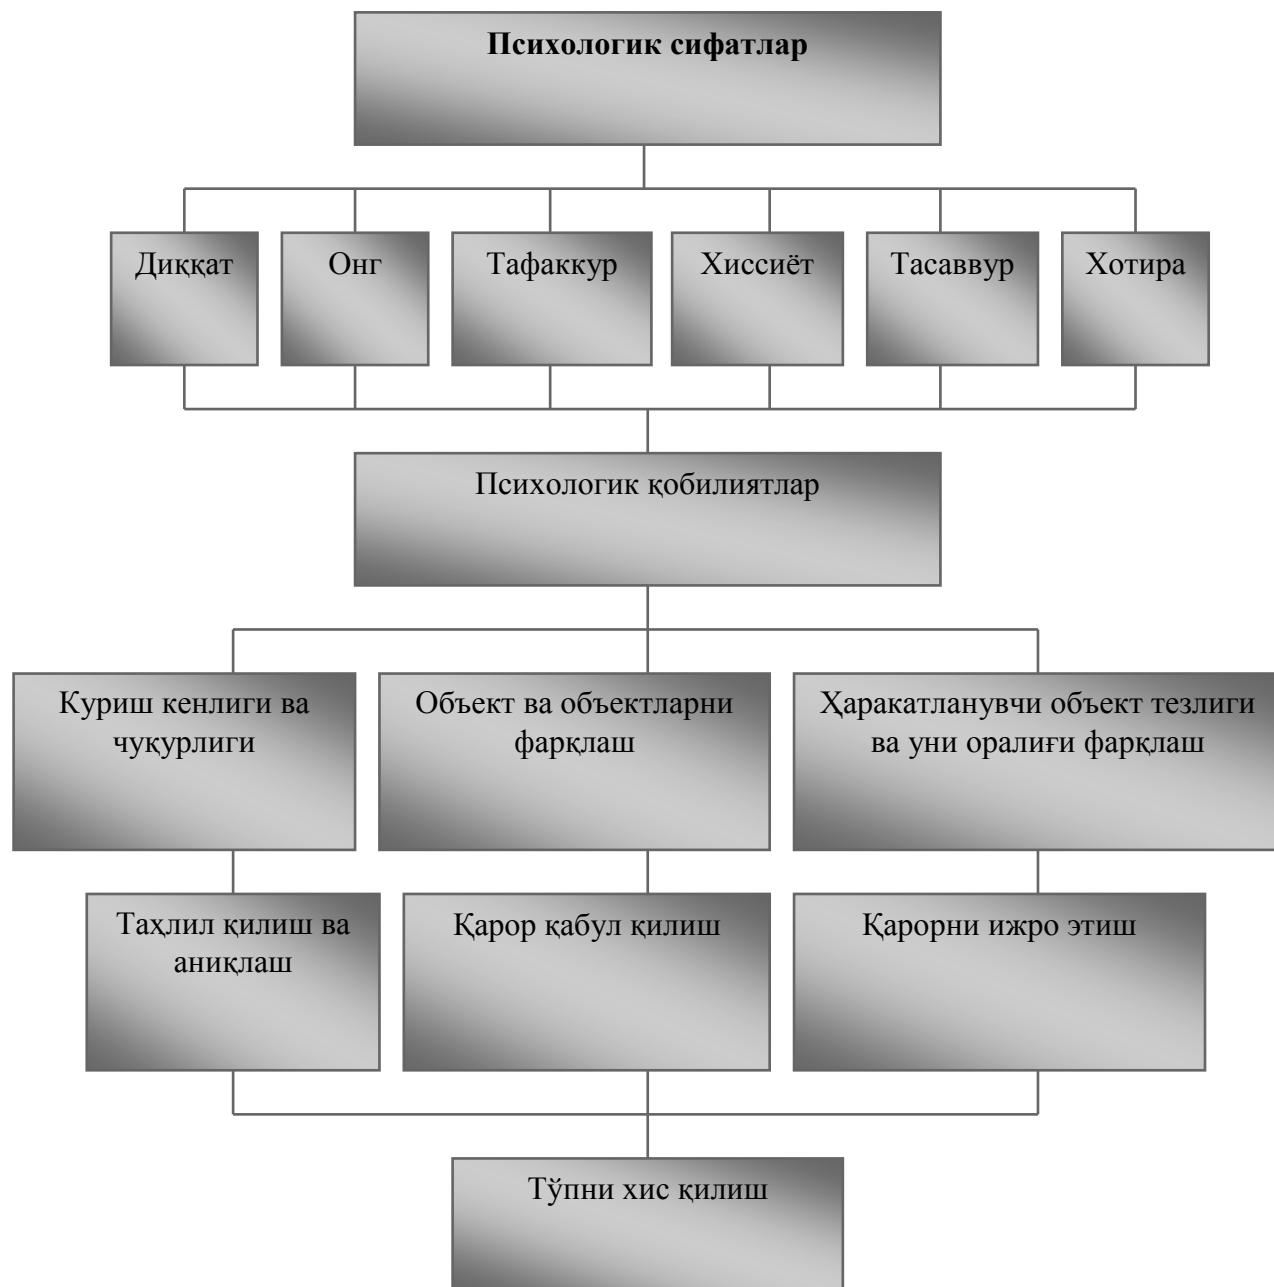 Психологик сифатлар
Диққат
Онг
Тафаккур
Хиссиёт
Тасаввур
Хотира
Психологик қобилиятлар
Куриш кенлиги ва
чуқурлиги
Объект ва объектларни
фарқлаш
Ҳаракатланувчи объект тезлиги
ва уни оралиғи фарқлаш
Таҳлил қилиш ва
аниқлаш
Қарор қабул қилиш
Қарорни ижро этиш
Тўпни хис қилиш